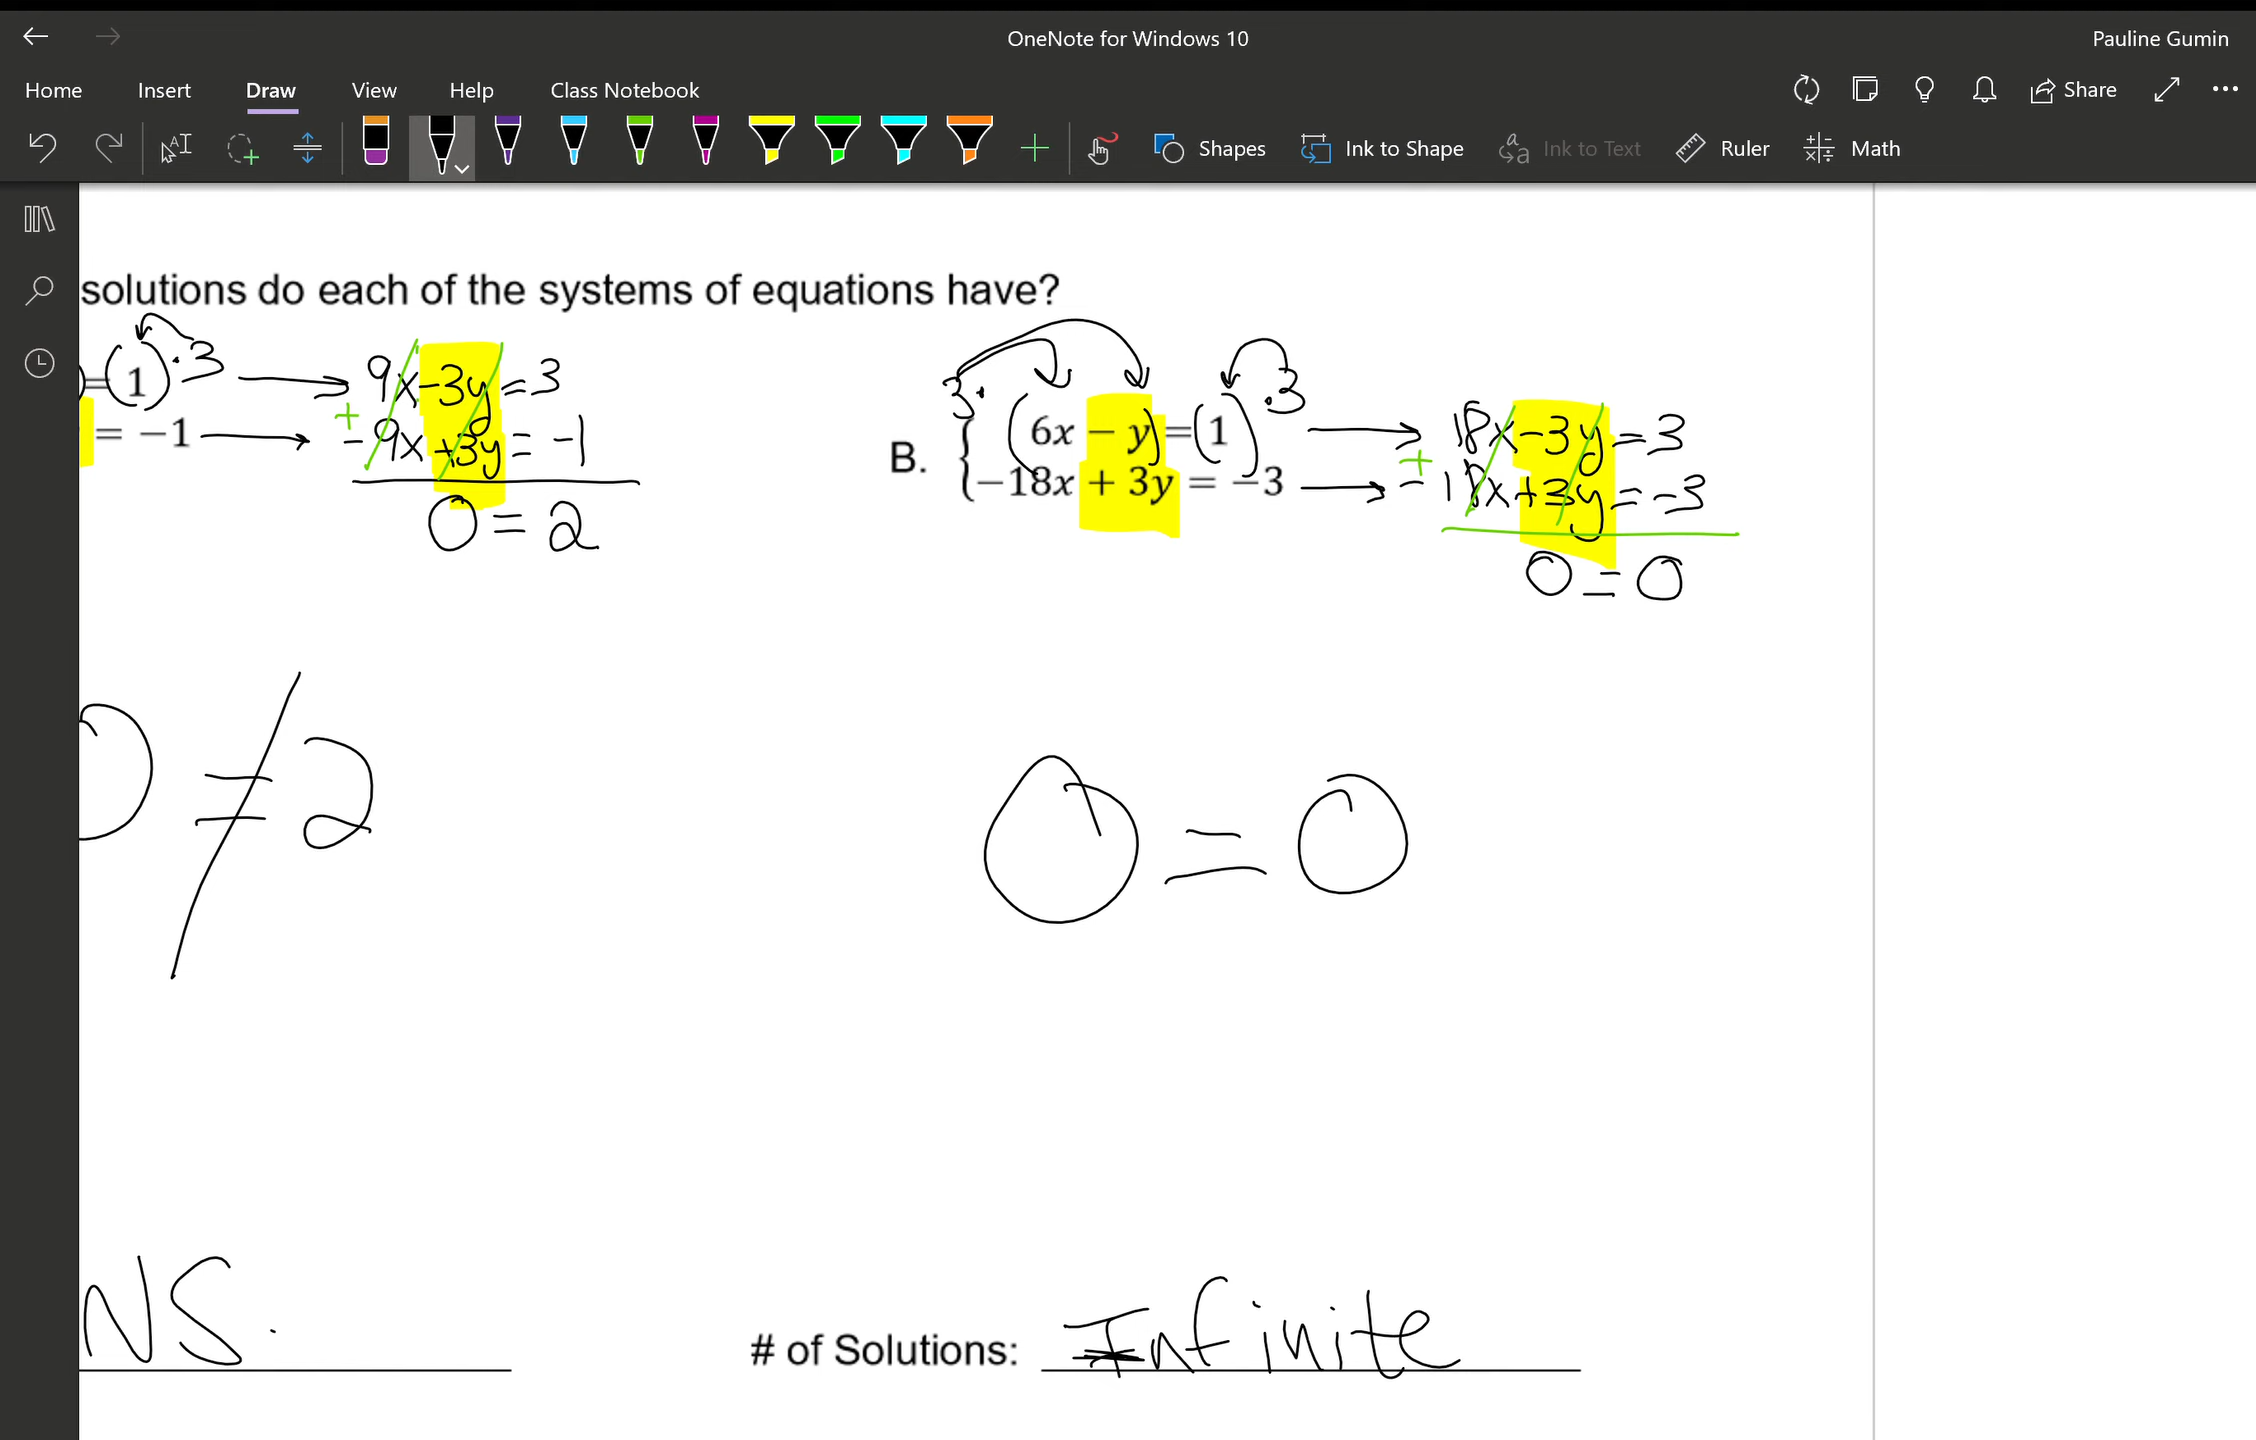 OneNote for Windows 10
Pauline Gumin
Home Insert Draw View Help Class Notebook Share
Shapes Ink to Shape Ink to Text Ruler Math
solutions do each of the systems of equations have?
=(1)·3 → 9x-3y=3
= −1 → + -9x+3y=-1
0=2
B. 3·(6x − y)=(1)·3 → 18x-3y=3
−18x + 3y = −3 → + -18x+3y=-3
0=0
0≠2
0=0
NS.
# of Solutions: Infinite